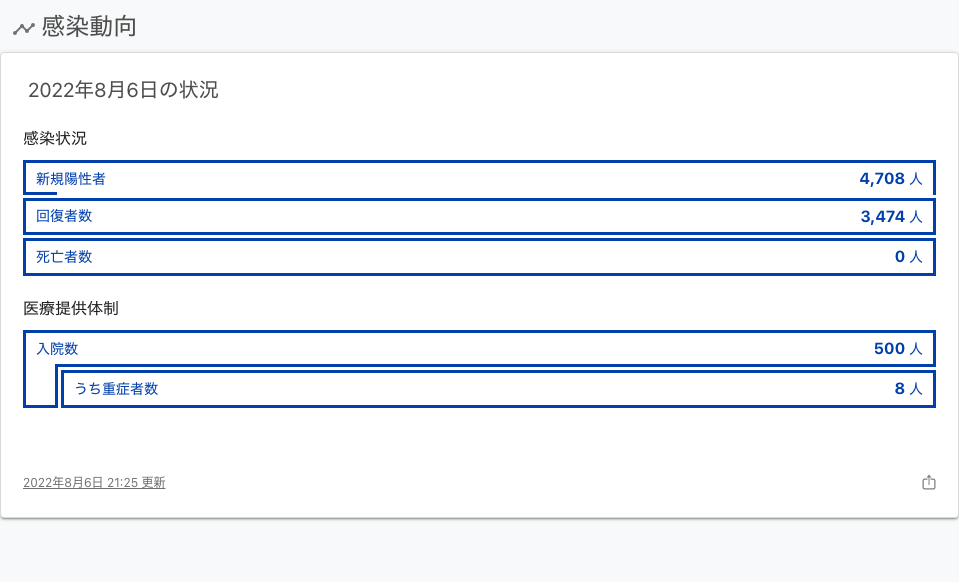 感染動向
2022年8月6日の状況
感染状況
新規陽性者 4,708 人
回復者数 3,474 人
死亡者数 0 人
医療提供体制
入院数 500 人
うち重症者数 8 人
2022年8月6日 21:25 更新